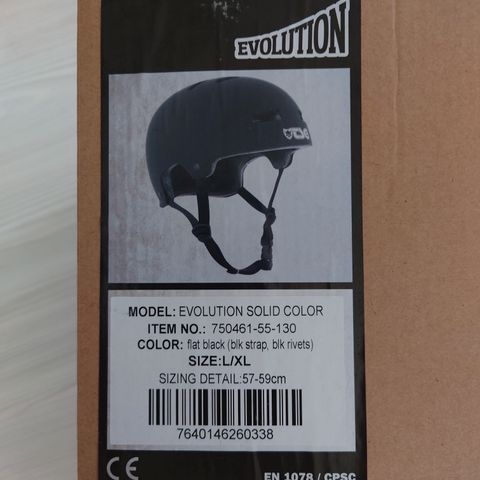 EVOLUTION
TSG
MODEL: EVOLUTION SOLID COLOR
ITEM NO.: 750461-55-130
COLOR: flat black (blk strap, blk rivets)
SIZE:L/XL
SIZING DETAIL:57-59cm
7640146260338
CE
EN 1078 / CPSC